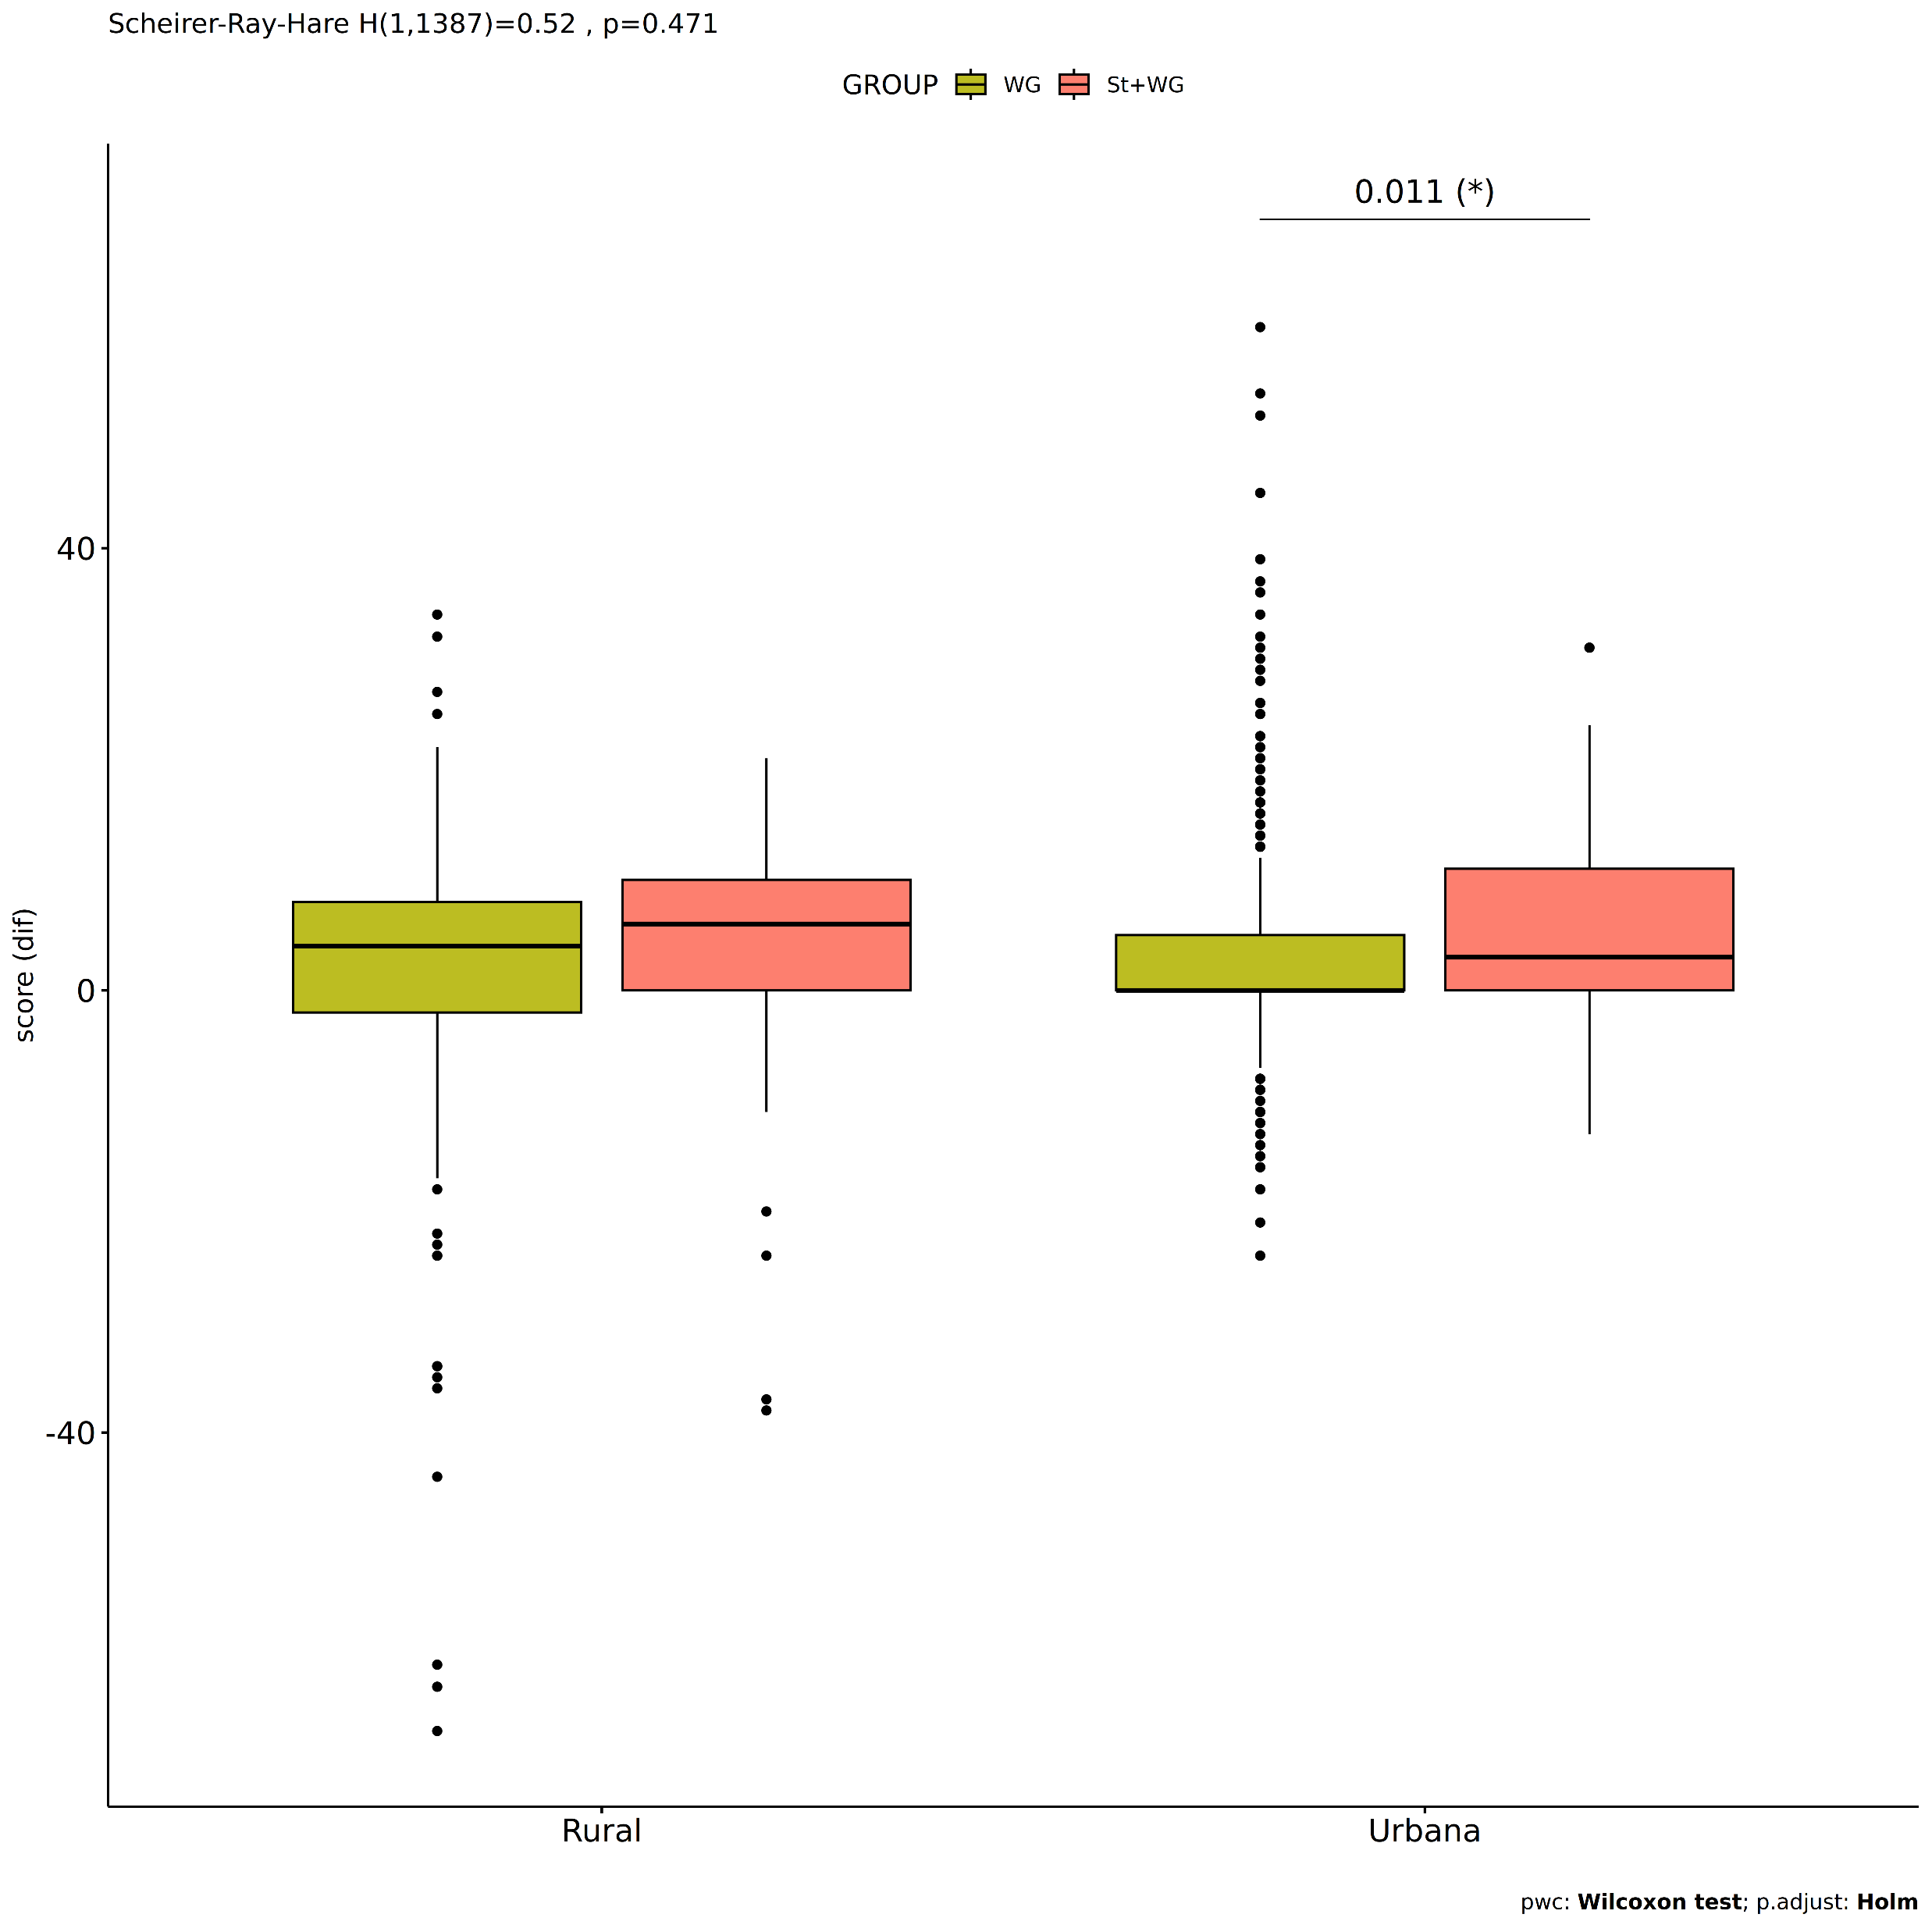 Scheirer-Ray-Hare H(1,1387)=0.52 , p=0.471
GROUP WG St+WG
0.011 (*)
40
0
-40
score (dif)
Rural Urbana
pwc: Wilcoxon test; p.adjust: Holm